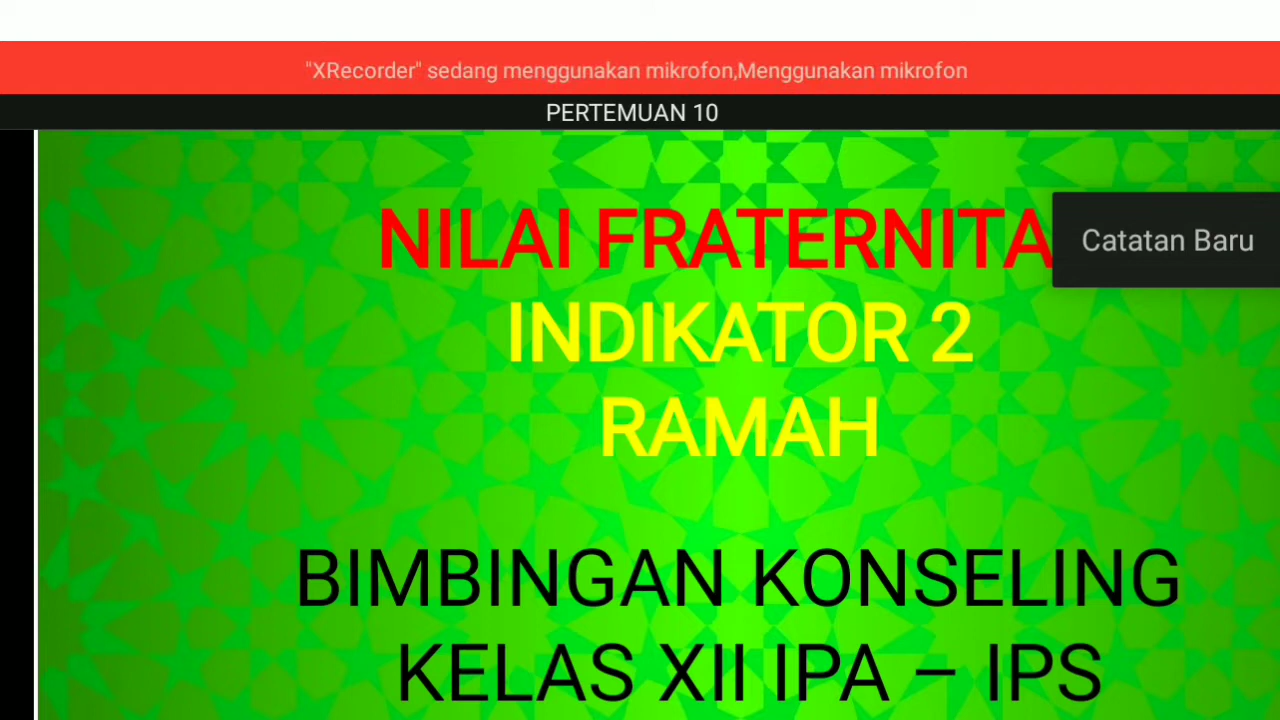 "XRecorder" sedang menggunakan mikrofon,Menggunakan mikrofon
PERTEMUAN 10
NILAI FRATERNITA
Catatan Baru
INDIKATOR 2
RAMAH
BIMBINGAN KONSELING
KELAS XII IPA – IPS